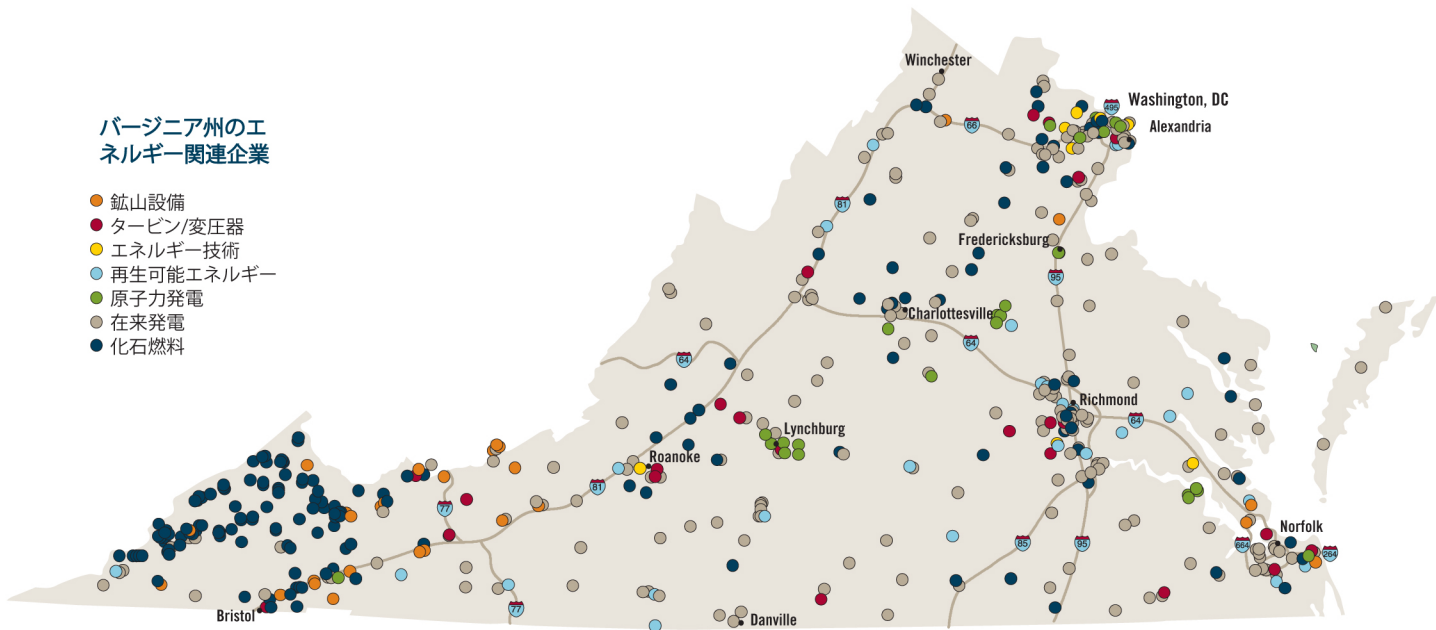 Winchester
Washington, DC
495
Alexandria
バージニア州のエ
ネルギー関連企業
66
鉱山設備
タービン/変圧器
エネルギー技術
再生可能エネルギー
原子力発電
在来発電
化石燃料
81
Fredericksburg
95
Charlottesville
64
64
Richmond
64
Lynchburg
Roanoke
81
77
Norfolk
85
95
664
264
Bristol
77
Danville